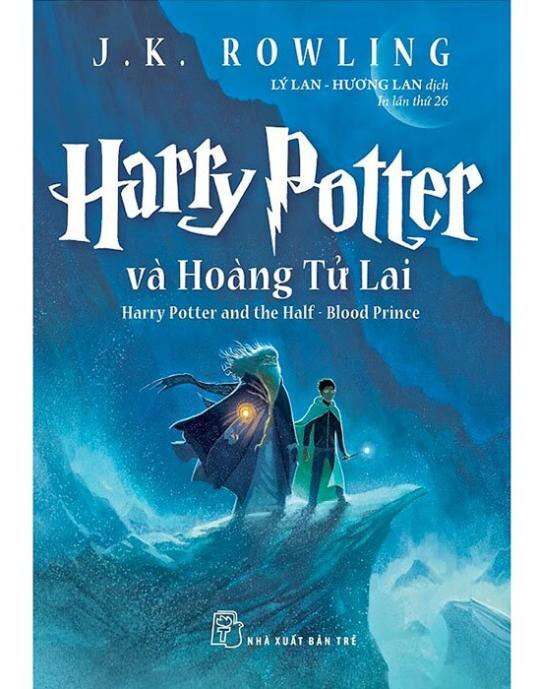 J. K. ROWLING
LÝ LAN - HƯƠNG LAN dịch
In lần thứ 26
Harry Potter
và Hoàng Tử Lai
Harry Potter and the Half - Blood Prince
NHÀ XUẤT BẢN TRẺ